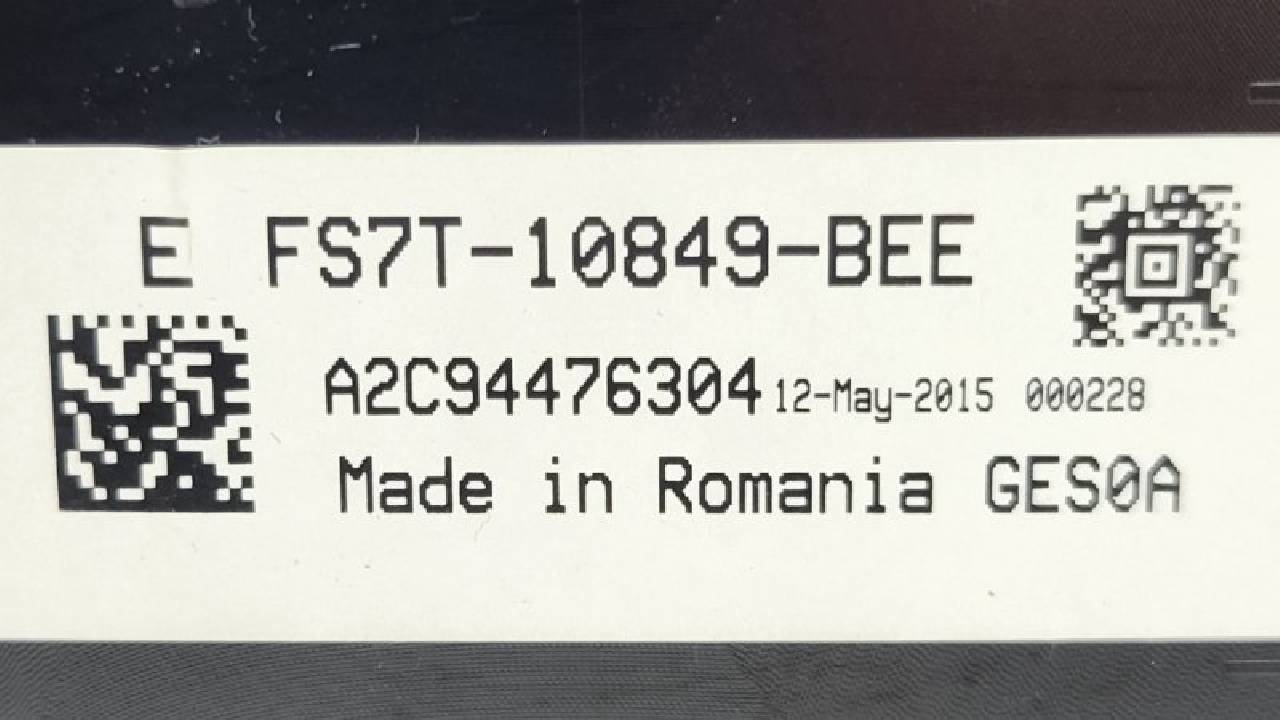 E FS7T-10849-BEE
A2C94476304 12-May-2015 000228
Made in Romania GES0A